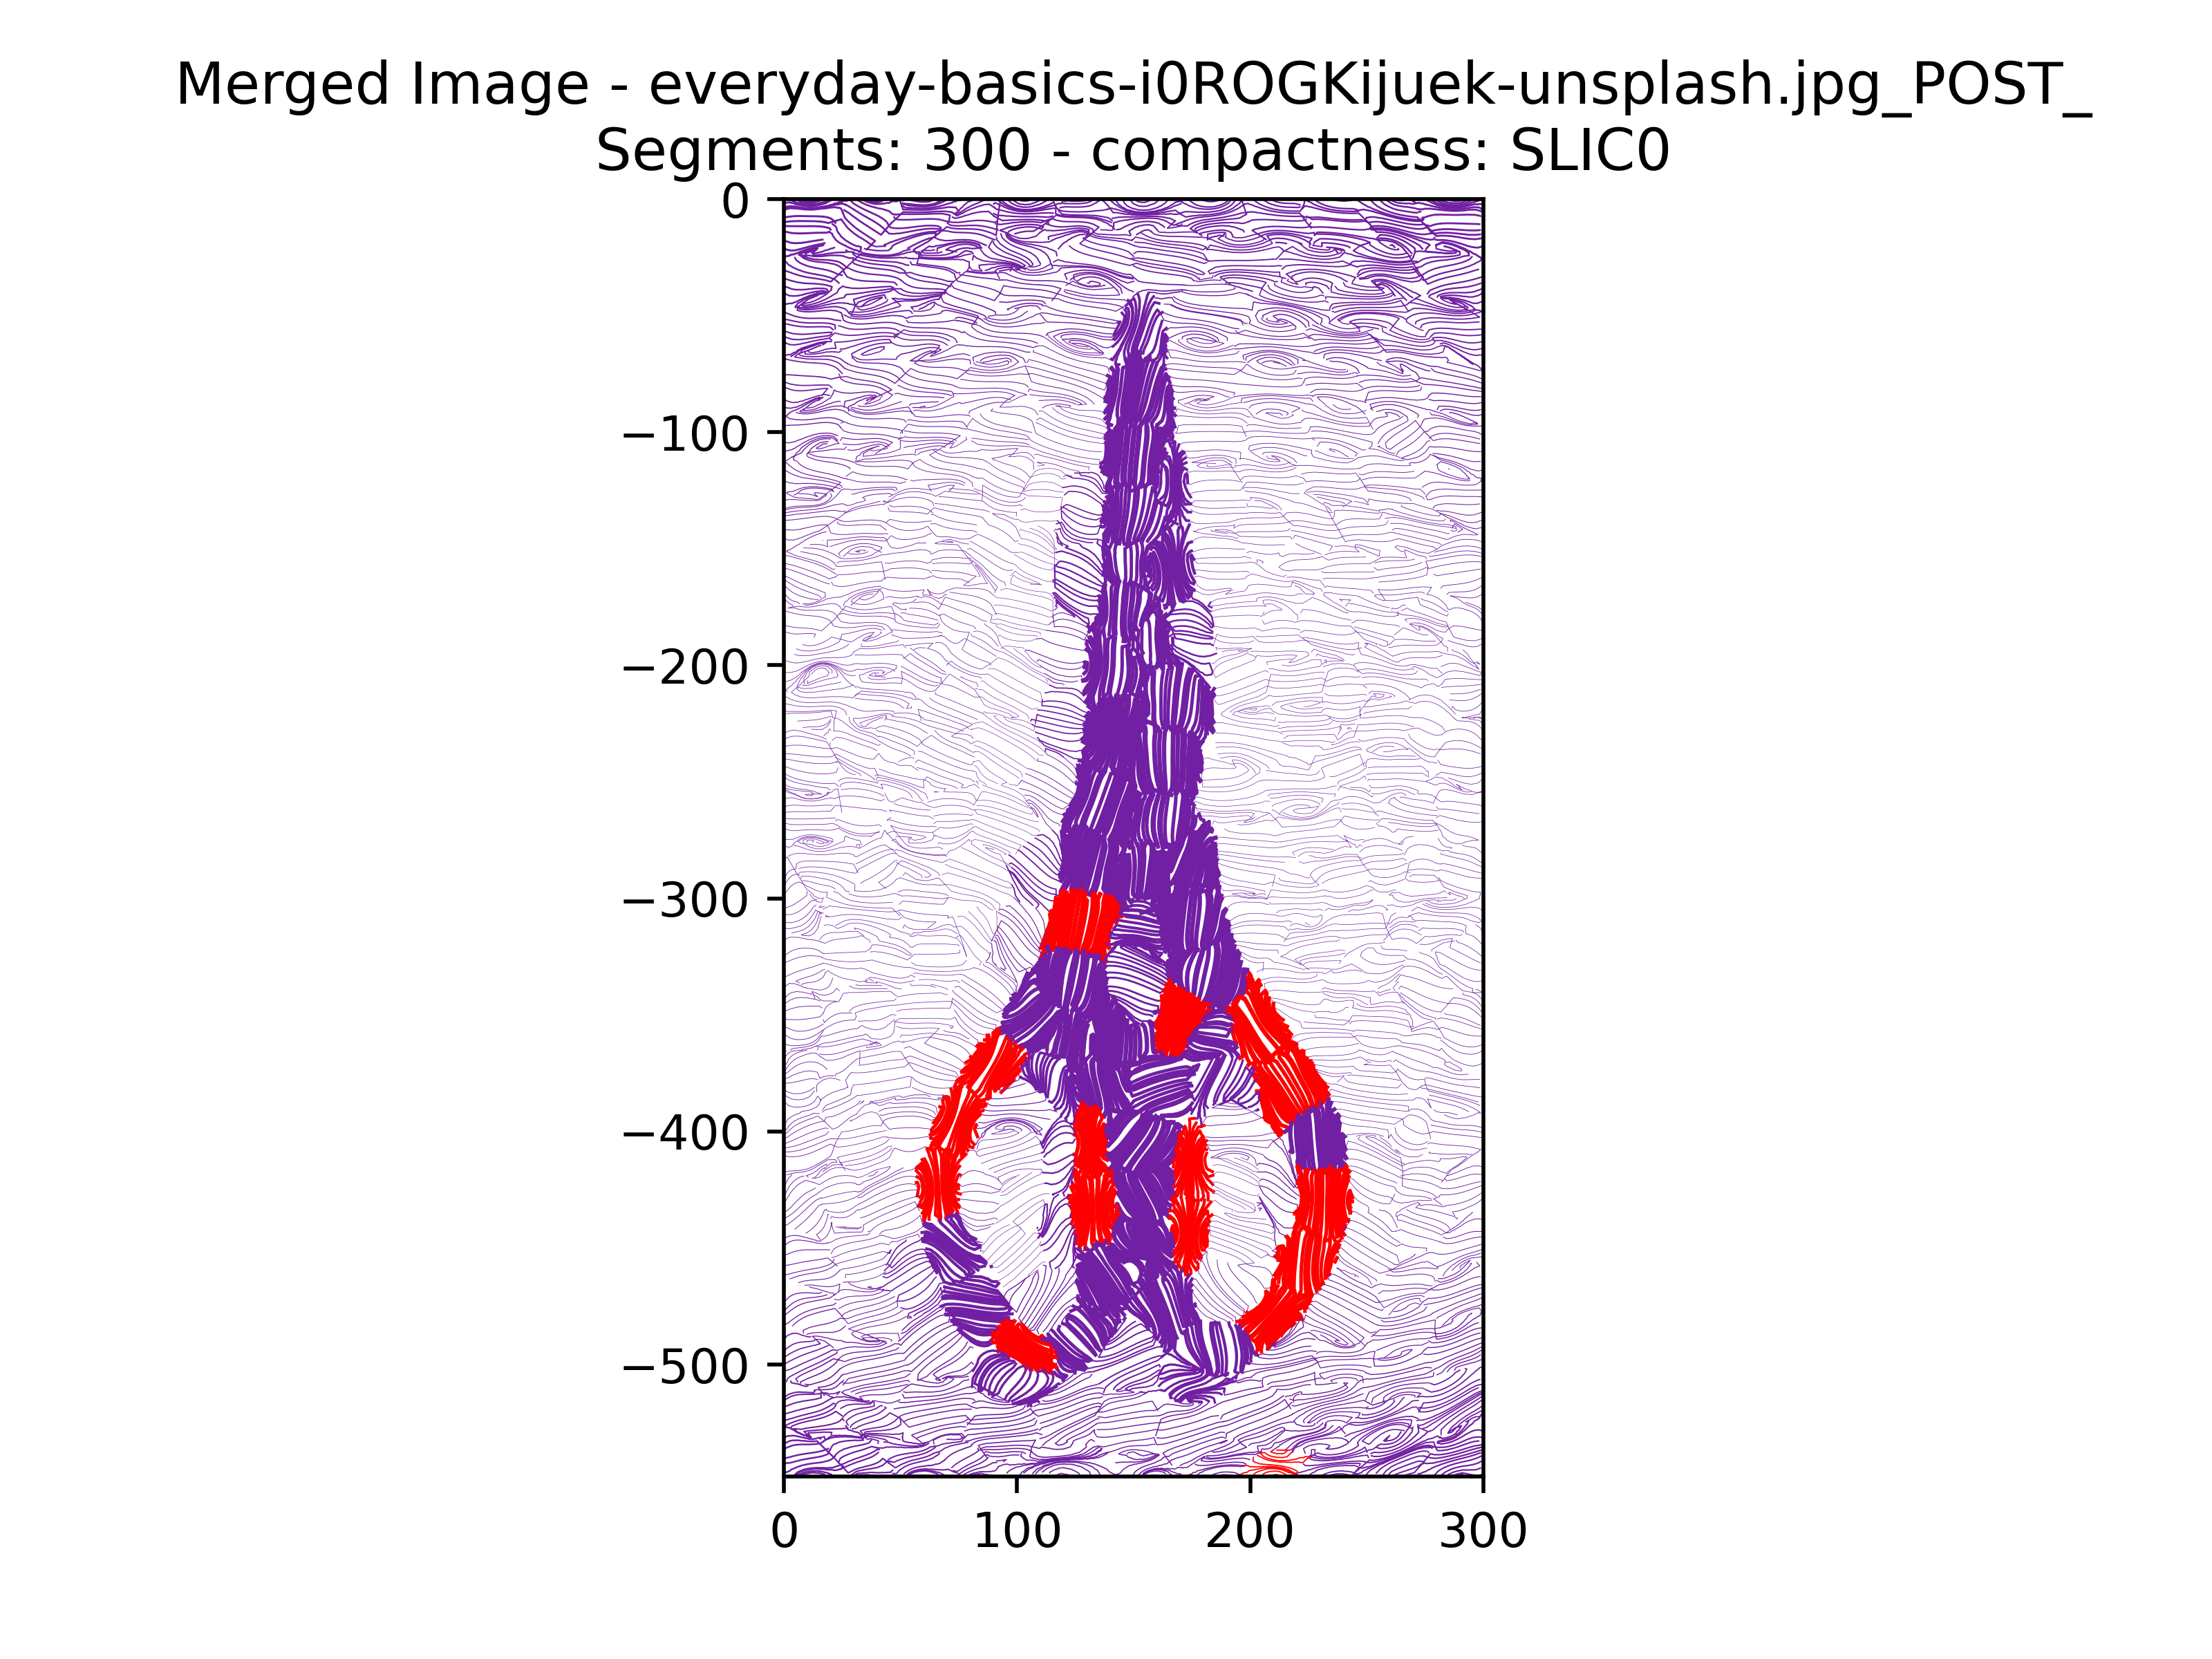 Merged Image - everyday-basics-i0ROGKijuek-unsplash.jpg_POST_
Segments: 300 - compactness: SLIC0
0
−100
−200
−300
−400
−500
0 100 200 300